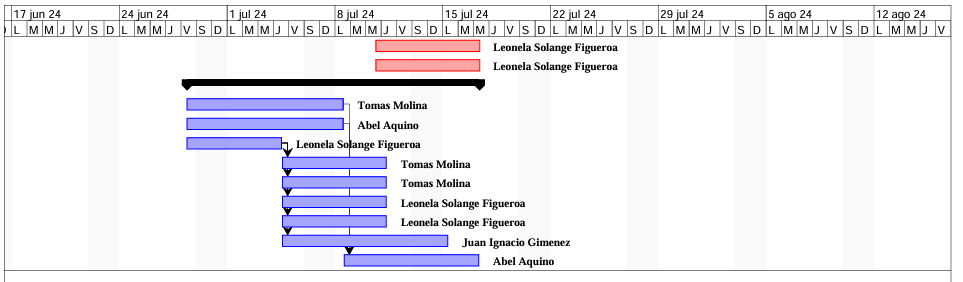 17 jun 24 24 jun 24 1 jul 24 8 jul 24 15 jul 24 22 jul 24 29 jul 24 5 ago 24 12 ago 24
L M M J V S D L M M J V S D L M M J V S D L M M J V S D L M M J V S D L M M J V S D L M M J V S D L M M J V S D L M M J V
Leonela Solange Figueroa
Leonela Solange Figueroa
Tomas Molina
Abel Aquino
Leonela Solange Figueroa
Tomas Molina
Tomas Molina
Leonela Solange Figueroa
Leonela Solange Figueroa
Juan Ignacio Gimenez
Abel Aquino